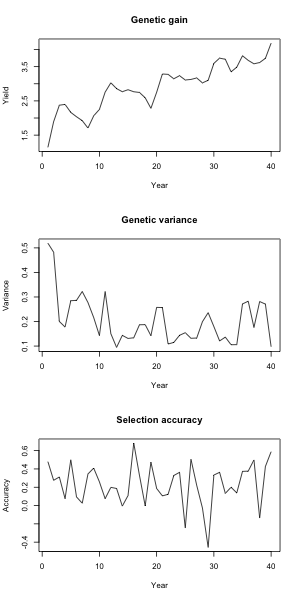 Genetic gain
3.5
2.5
1.5
Yield
0 10 20 30 40
Year
Genetic variance
0.5
0.4
0.3
0.2
0.1
Variance
0 10 20 30 40
Year
Selection accuracy
0.6
0.4
0.2
0.0
-0.4
Accuracy
0 10 20 30 40
Year